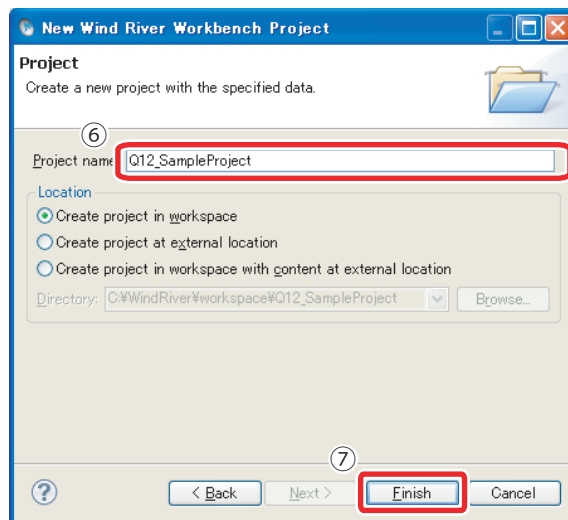 New Wind River Workbench Project
Project
Create a new project with the specified data.
⑥
Project name Q12_SampleProject
Location
Create project in workspace
Create project at external location
Create project in workspace with content at external location
Directory: C:¥WindRiver¥workspace¥Q12_SampleProject Browse...
⑦
? < Back Next > Finish Cancel